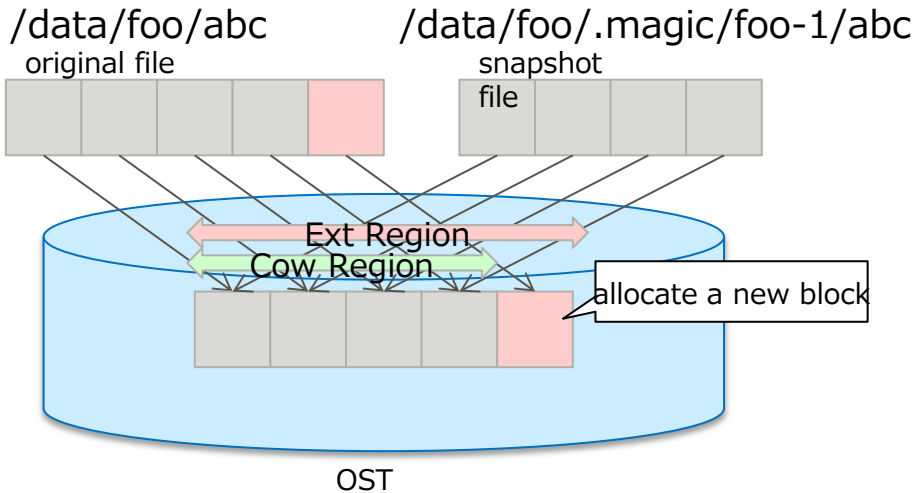 /data/foo/abc
/data/foo/.magic/foo-1/abc
original file
snapshot
file
Ext Region
Cow Region
allocate a new block
OST